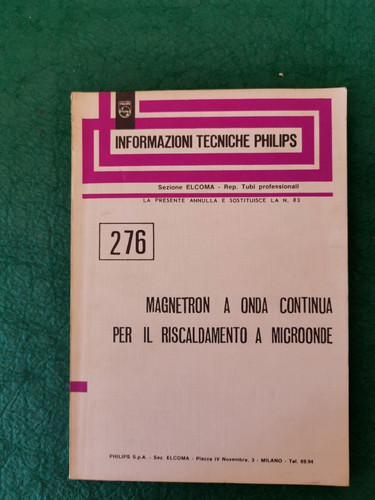 PHILIPS
INFORMAZIONI TECNICHE PHILIPS
Sezione ELCOMA - Rep. Tubi professionali
LA PRESENTE ANNULLA E SOSTITUISCE LA N. 83
276
MAGNETRON A ONDA CONTINUA
PER IL RISCALDAMENTO A MICROONDE
PHILIPS S.p.A. - Sez. ELCOMA - Piazza IV Novembre, 3 - MILANO - Tel. 69.94